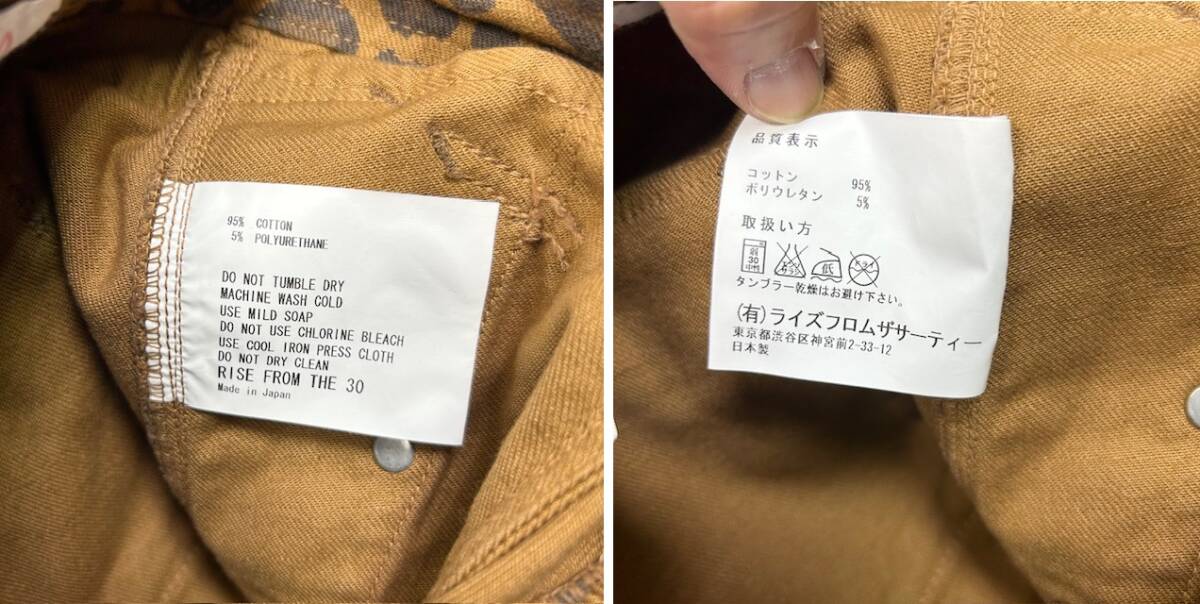 95% COTTON
5% POLYURETHANE
DO NOT TUMBLE DRY
MACHINE WASH COLD
USE MILD SOAP
DO NOT USE CHLORINE BLEACH
USE COOL IRON PRESS CLOTH
DO NOT DRY CLEAN
RISE FROM THE 30
Made in Japan
品質表示
コットン 95%
ポリウレタン 5%
取扱い方
弱
30
中性
低
タンブラー乾燥はお避け下さい。
(有)ライズフロムザサーティー
東京都渋谷区神宮前2-33-12
日本製